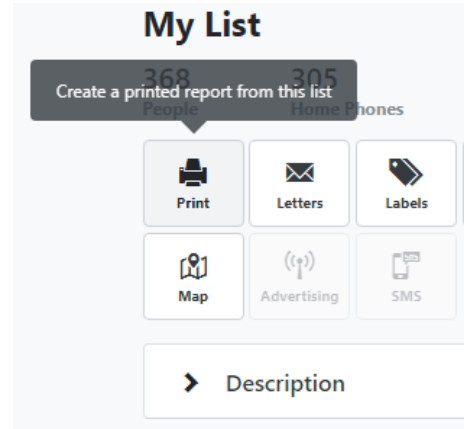 My List
368 305
Create a printed report from this list
People Home Phones
Print Letters Labels
Map Advertising SMS
Description